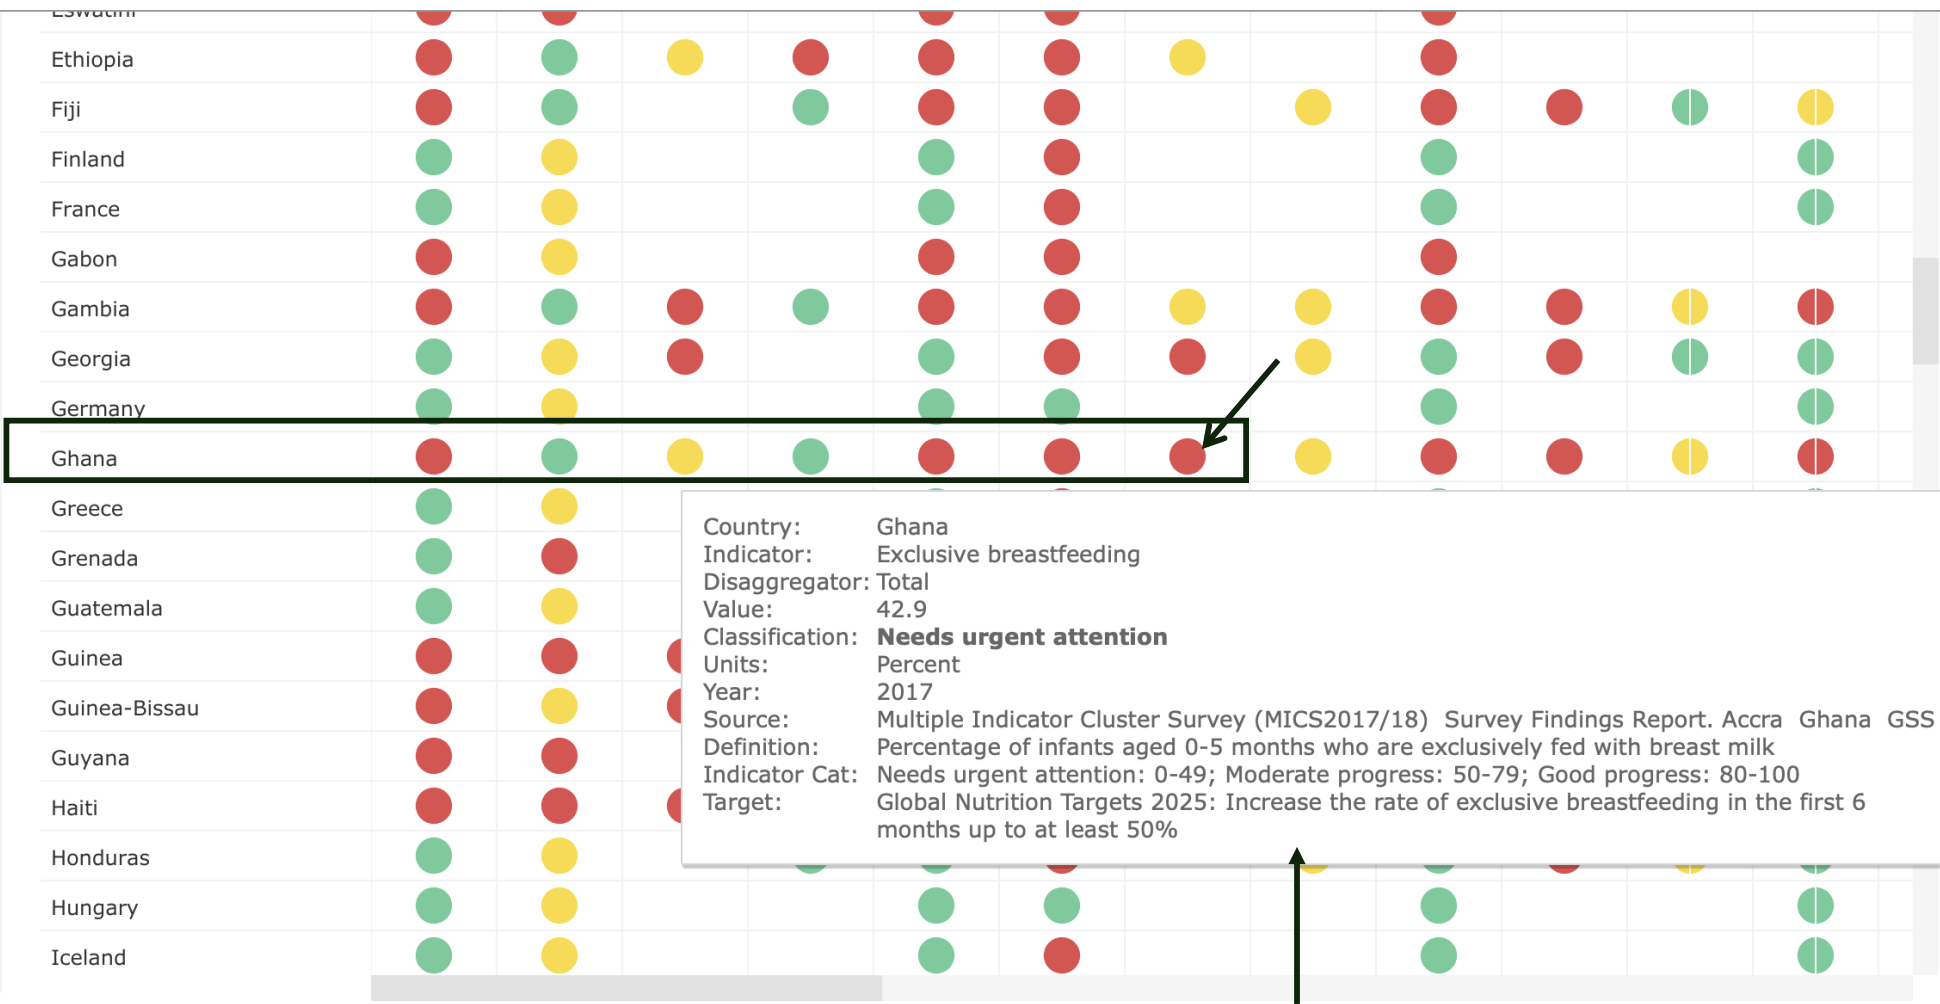 Eswatini
Ethiopia
Fiji
Finland
France
Gabon
Gambia
Georgia
Germany
Ghana
Greece
Grenada
Guatemala
Guinea
Guinea-Bissau
Guyana
Haiti
Honduras
Hungary
Iceland
Country: Ghana
Indicator: Exclusive breastfeeding
Disaggregator: Total
Value: 42.9
Classification: Needs urgent attention
Units: Percent
Year: 2017
Source: Multiple Indicator Cluster Survey (MICS2017/18) Survey Findings Report. Accra Ghana GSS
Definition: Percentage of infants aged 0-5 months who are exclusively fed with breast milk
Indicator Cat: Needs urgent attention: 0-49; Moderate progress: 50-79; Good progress: 80-100
Target: Global Nutrition Targets 2025: Increase the rate of exclusive breastfeeding in the first 6
months up to at least 50%